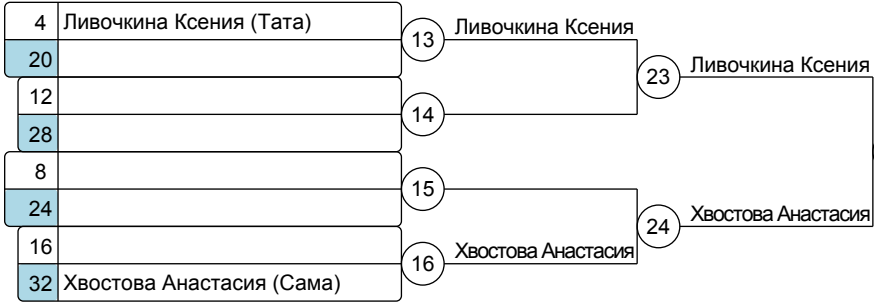 4 Ливочкина Ксения (Тата)
20
13 Ливочкина Ксения
12
28
14
23 Ливочкина Ксения
8
24
15
16
32 Хвостова Анастасия (Сама)
16 Хвостова Анастасия
24 Хвостова Анастасия